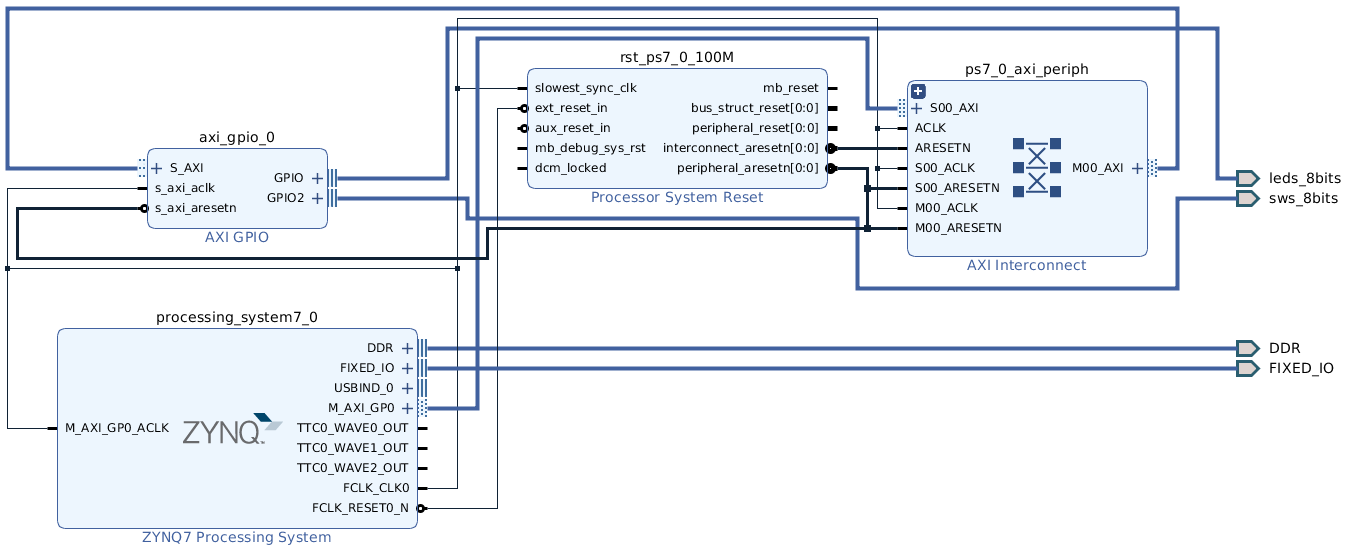 rst_ps7_0_100M
slowest_sync_clk
ext_reset_in
aux_reset_in
mb_debug_sys_rst
dcm_locked
mb_reset
bus_struct_reset[0:0]
peripheral_reset[0:0]
interconnect_aresetn[0:0]
peripheral_aresetn[0:0]
Processor System Reset
ps7_0_axi_periph
S00_AXI
ACLK
ARESETN
S00_ACLK
S00_ARESETN
M00_ACLK
M00_ARESETN
M00_AXI
AXI Interconnect
axi_gpio_0
S_AXI
s_axi_aclk
s_axi_aresetn
GPIO
GPIO2
AXI GPIO
leds_8bits
sws_8bits
processing_system7_0
M_AXI_GP0_ACLK
ZYNQ
DDR
FIXED_IO
USBIND_0
M_AXI_GP0
TTC0_WAVE0_OUT
TTC0_WAVE1_OUT
TTC0_WAVE2_OUT
FCLK_CLK0
FCLK_RESET0_N
ZYNQ7 Processing System
DDR
FIXED_IO